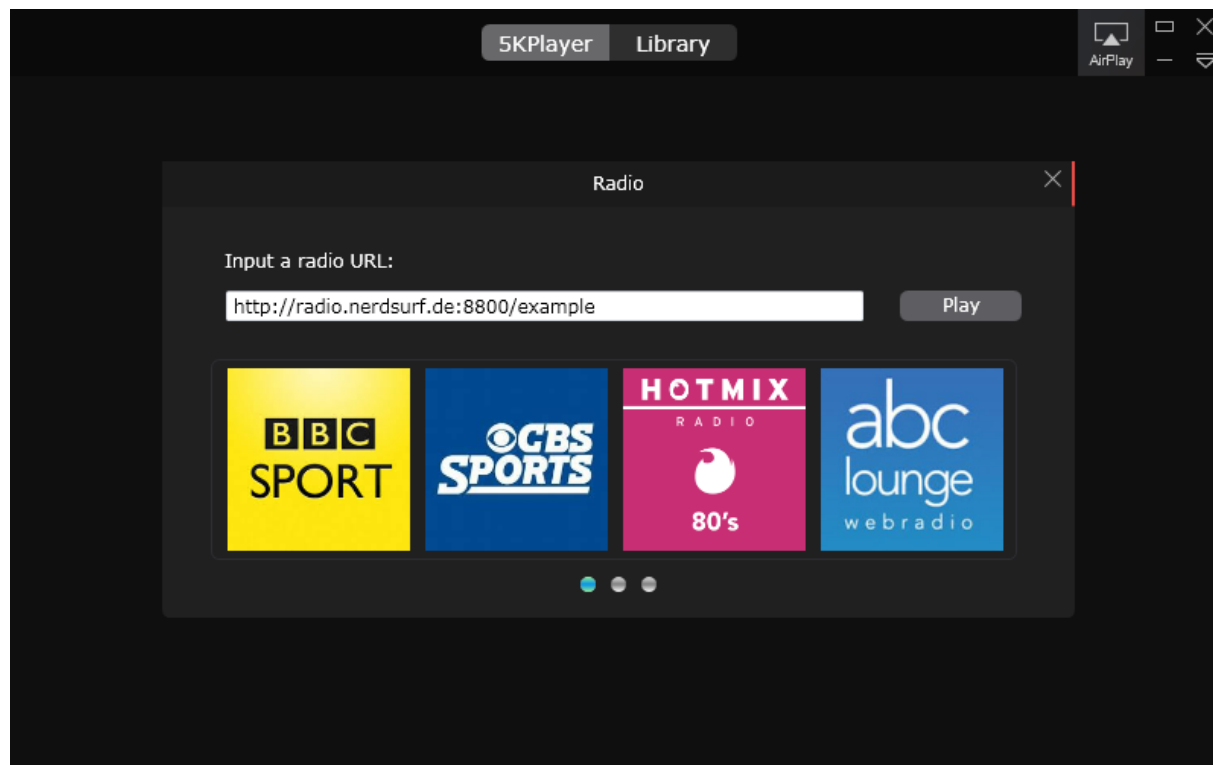 5KPlayer Library
AirPlay
Radio
Input a radio URL:
http://radio.nerdsurf.de:8800/example
Play
BBC
SPORT
CBS
SPORTS
HOTMIX
RADIO
80's
abc
lounge
webradio